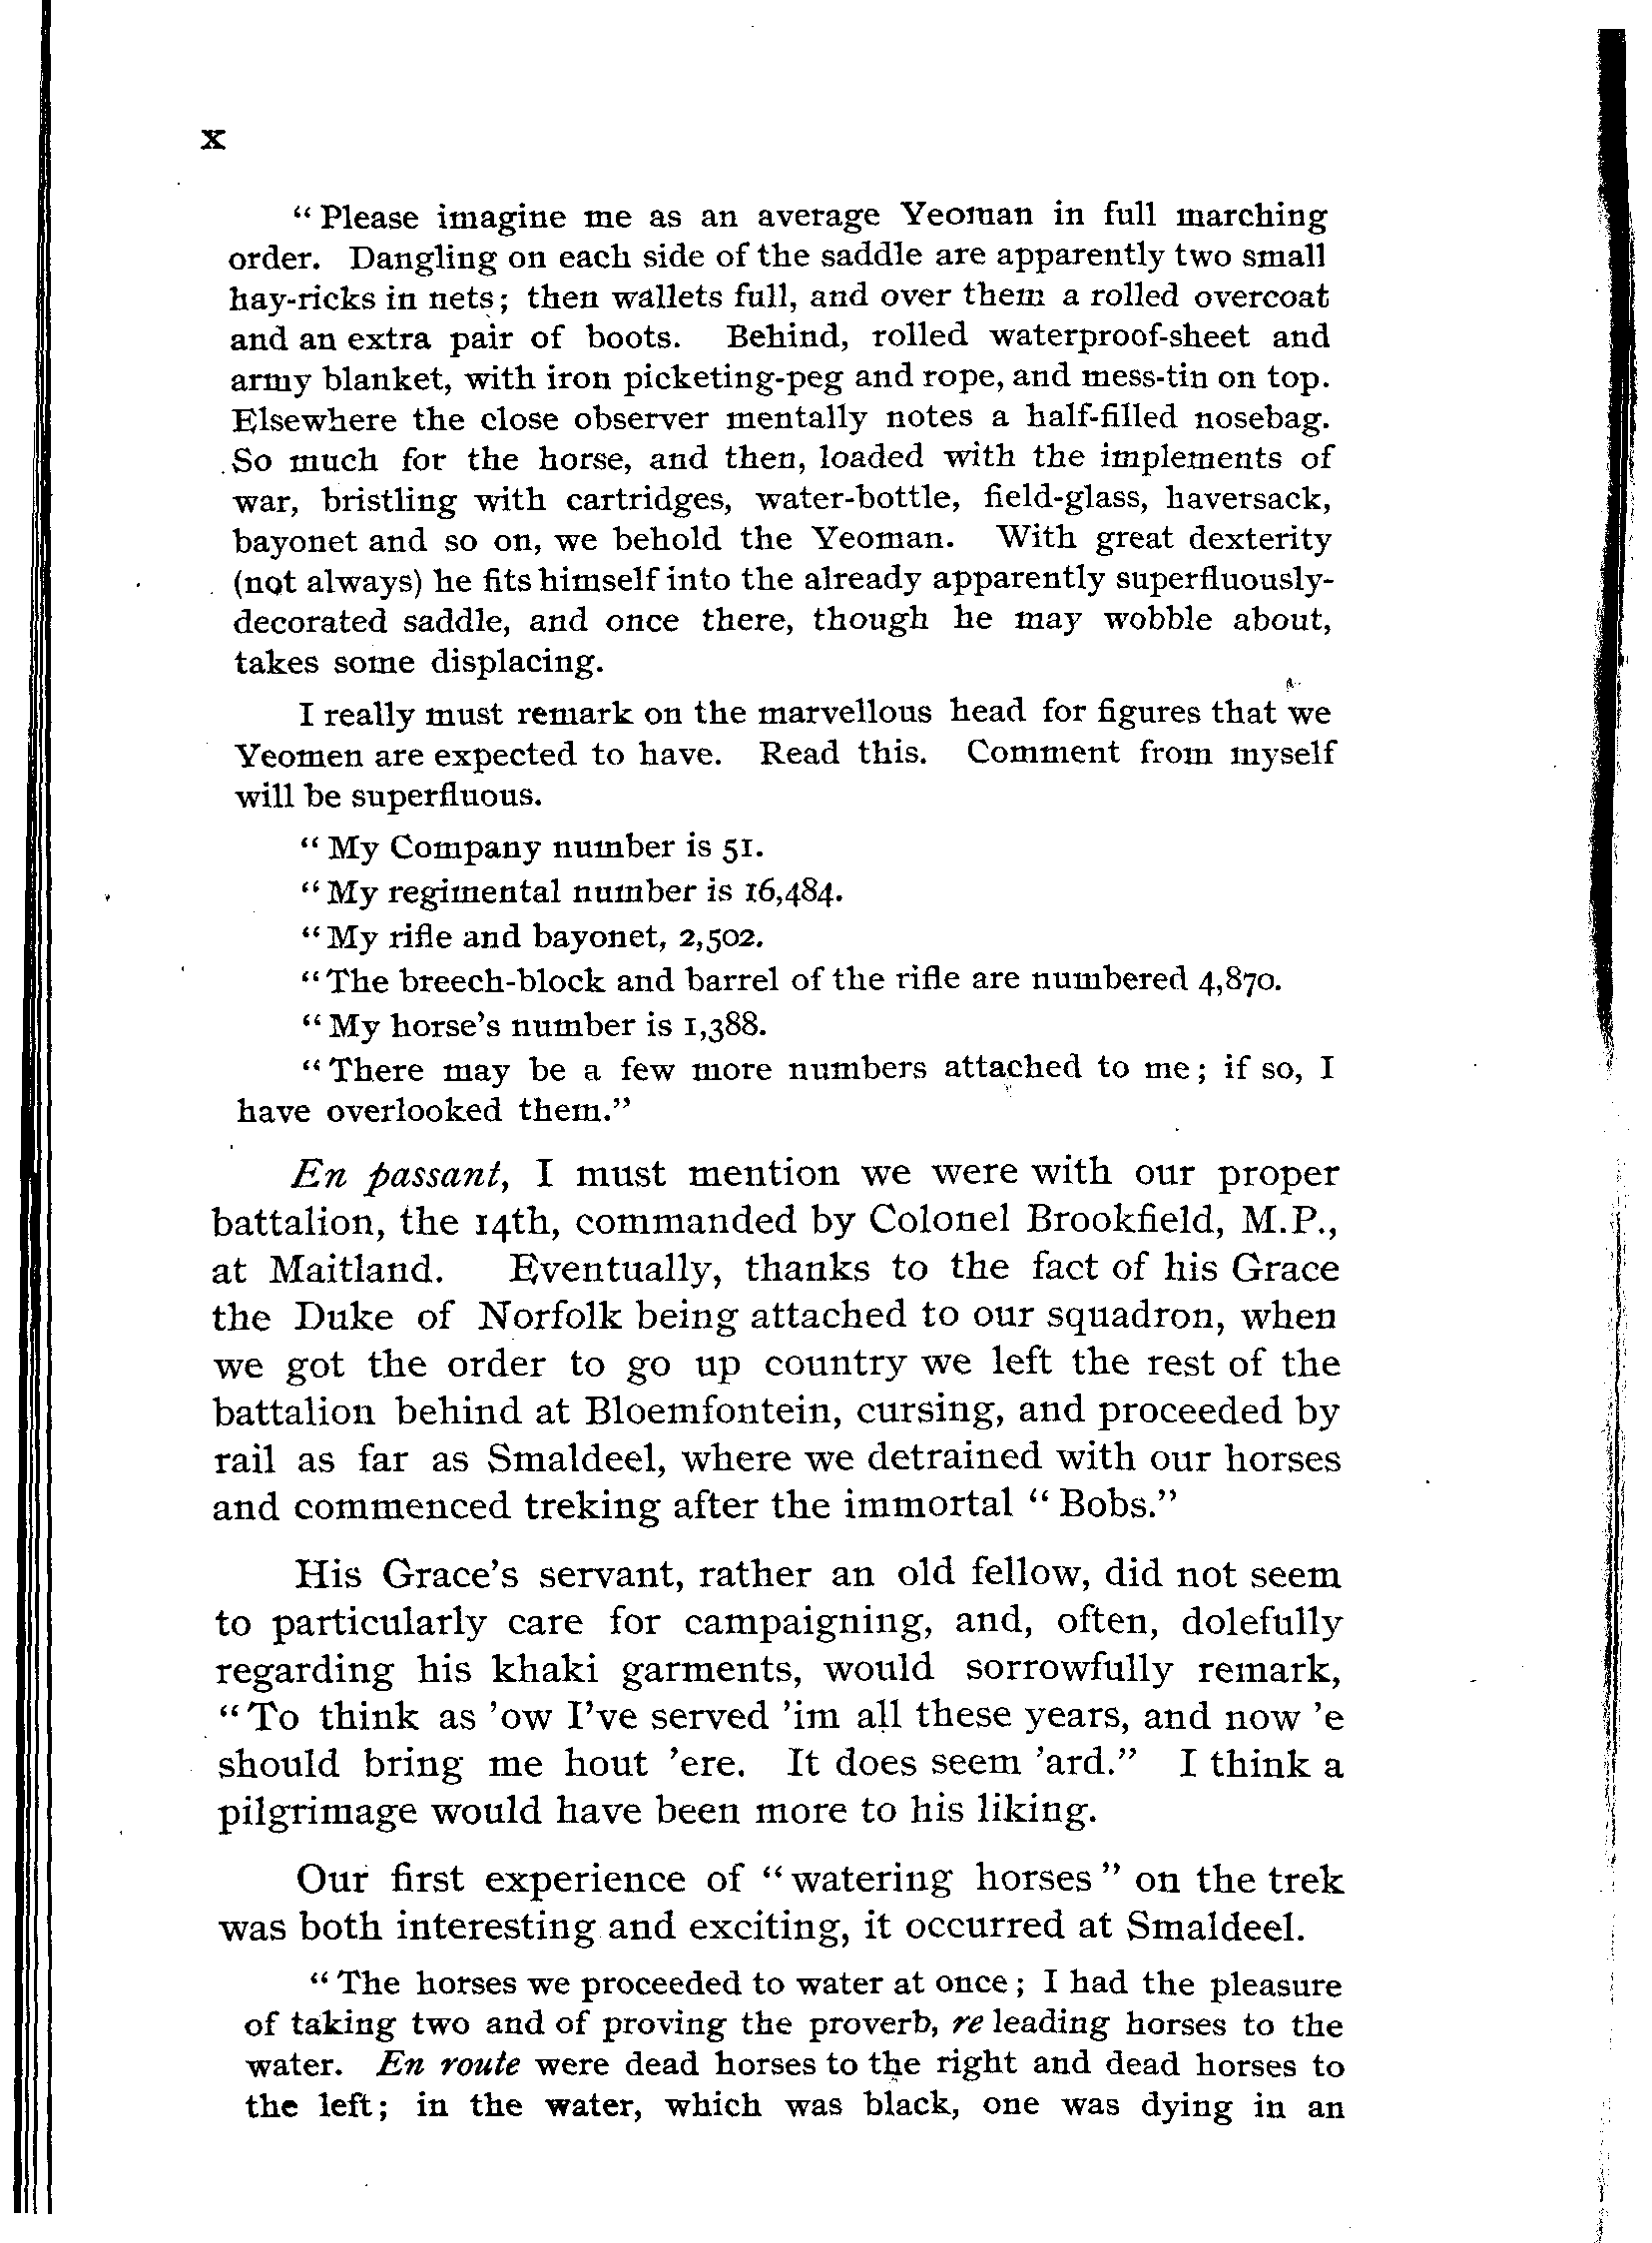 x
“Please imagine me as an average Yeoman in full marching
order. Dangling on each side of the saddle are apparently two small
hay-ricks in nets; then wallets full, and over them a rolled overcoat
and an extra pair of boots. Behind, rolled waterproof-sheet and
army blanket, with iron picketing-peg and rope, and mess-tin on top.
Elsewhere the close observer mentally notes a half-filled nosebag.
So much for the horse, and then, loaded with the implements of
war, bristling with cartridges, water-bottle, field-glass, haversack,
bayonet and so on, we behold the Yeoman. With great dexterity
(not always) he fits himself into the already apparently superfluously-
decorated saddle, and once there, though he may wobble about,
takes some displacing.
I really must remark on the marvellous head for figures that we
Yeomen are expected to have. Read this. Comment from myself
will be superfluous.
“My Company number is 51.
“My regimental number is 16,484.
“My rifle and bayonet, 2,502.
“The breech-block and barrel of the rifle are numbered 4,870.
“My horse's number is 1,388.
“There may be a few more numbers attached to me; if so, I
have overlooked them.”
En passant, I must mention we were with our proper
battalion, the 14th, commanded by Colonel Brookfield, M.P.,
at Maitland. Eventually, thanks to the fact of his Grace
the Duke of Norfolk being attached to our squadron, when
we got the order to go up country we left the rest of the
battalion behind at Bloemfontein, cursing, and proceeded by
rail as far as Smaldeel, where we detrained with our horses
and commenced treking after the immortal “Bobs.”
His Grace's servant, rather an old fellow, did not seem
to particularly care for campaigning, and, often, dolefully
regarding his khaki garments, would sorrowfully remark,
“To think as 'ow I've served 'im all these years, and now 'e
should bring me hout 'ere. It does seem 'ard.” I think a
pilgrimage would have been more to his liking.
Our first experience of “watering horses” on the trek
was both interesting and exciting, it occurred at Smaldeel.
“The horses we proceeded to water at once; I had the pleasure
of taking two and of proving the proverb, re leading horses to the
water. En route were dead horses to the right and dead horses to
the left; in the water, which was black, one was dying in an